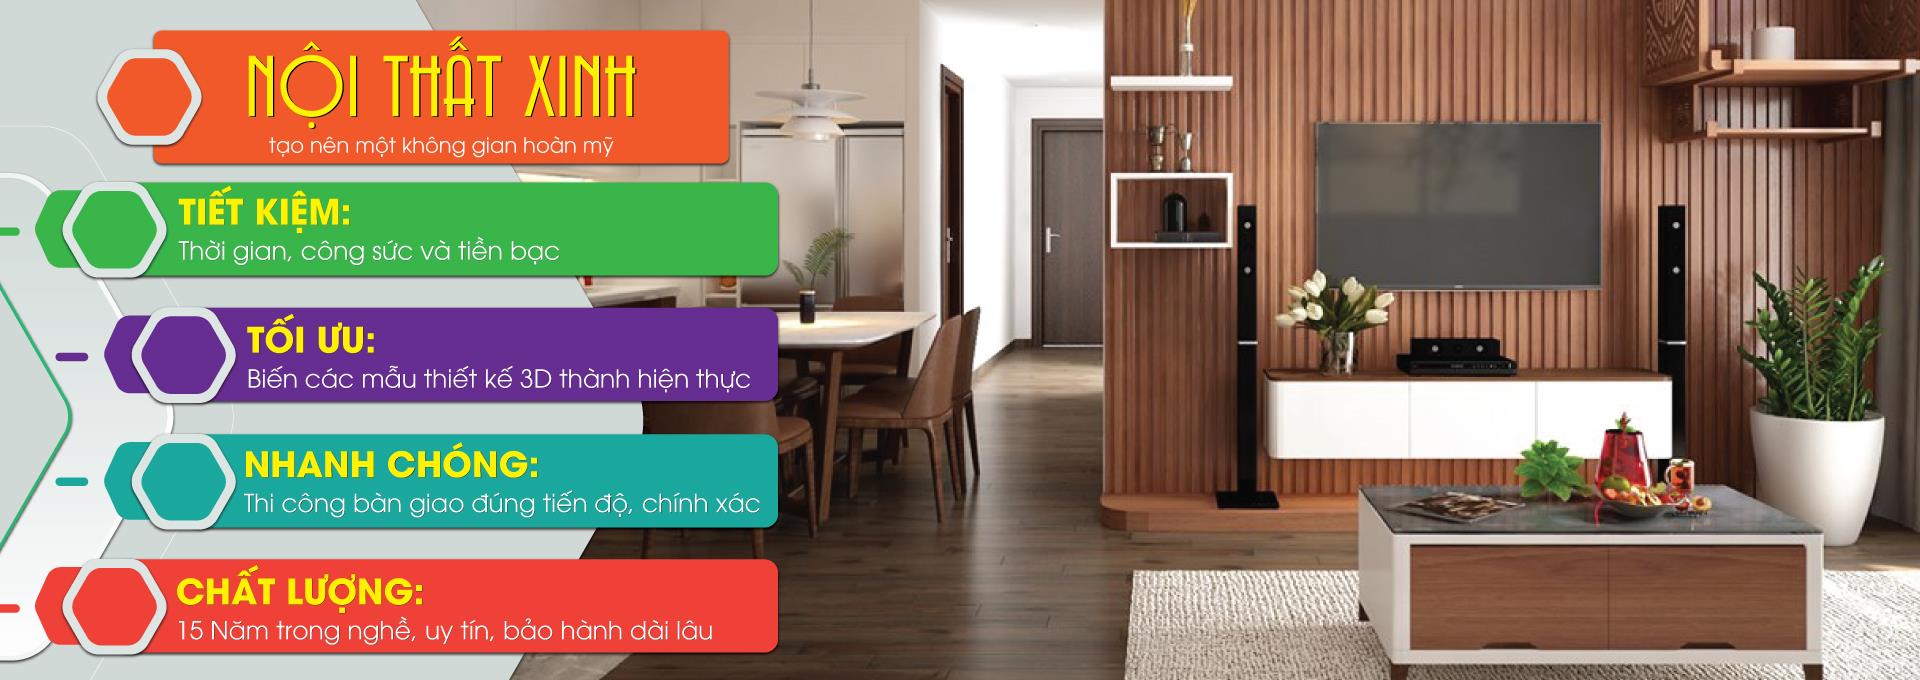 NỘI THẤT XINH
tạo nên một không gian hoàn mỹ
TIẾT KIỆM:
Thời gian, công sức và tiền bạc
TỐI ƯU:
Biến các mẫu thiết kế 3D thành hiện thực
NHANH CHÓNG:
Thi công bàn giao đúng tiến độ, chính xác
CHẤT LƯỢNG:
15 Năm trong nghề, uy tín, bảo hành dài lâu